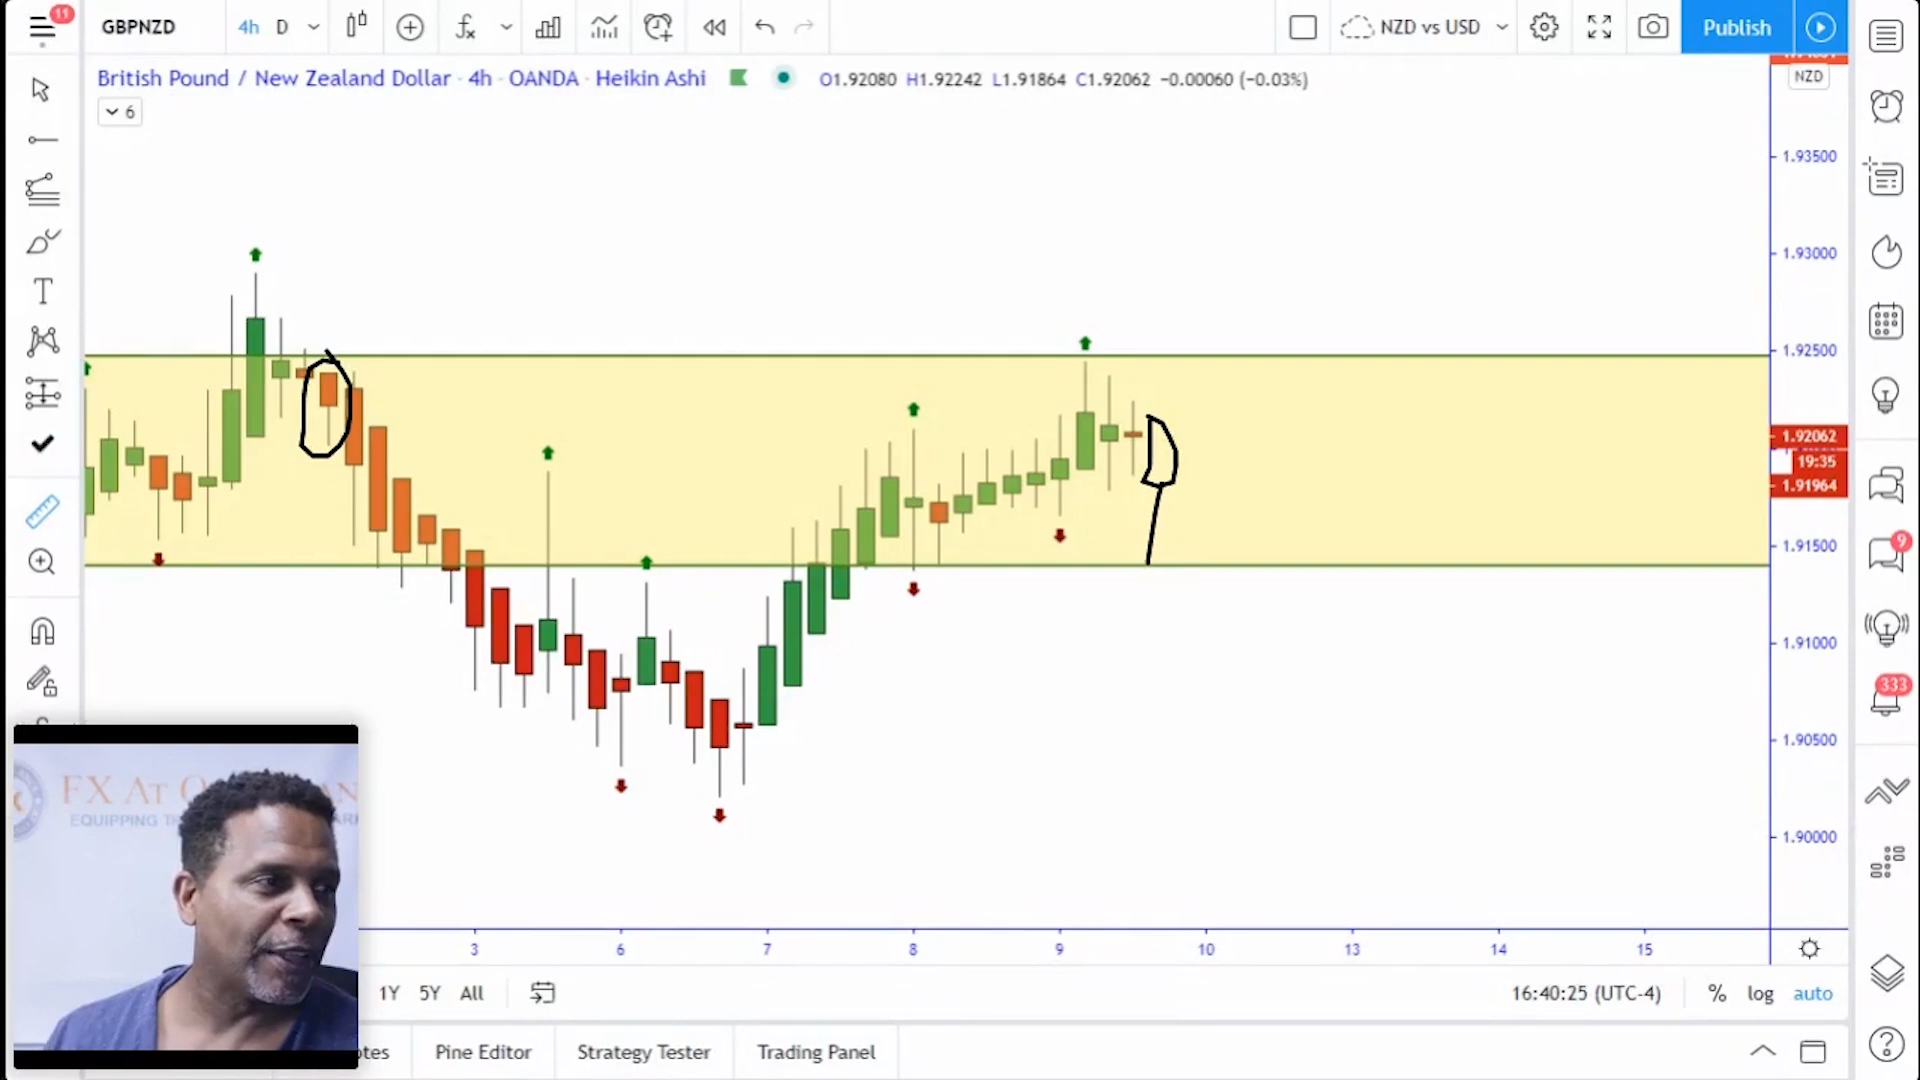 11
GBPNZD
4h
D
NZD vs USD
Publish
British Pound / New Zealand Dollar · 4h · OANDA · Heikin Ashi
O1.92080 H1.92242 L1.91864 C1.92062 −0.00060 (−0.03%)
NZD
6
1.93500
1.93000
1.92500
1.92062
19:35
1.91964
1.91500
1.91000
1.90500
1.90000
T
9
333
FX AT
EQUIPPING
3
6
7
8
9
10
13
14
15
1Y
5Y
All
16:40:25 (UTC-4)
%
log
auto
Pine Editor
Strategy Tester
Trading Panel